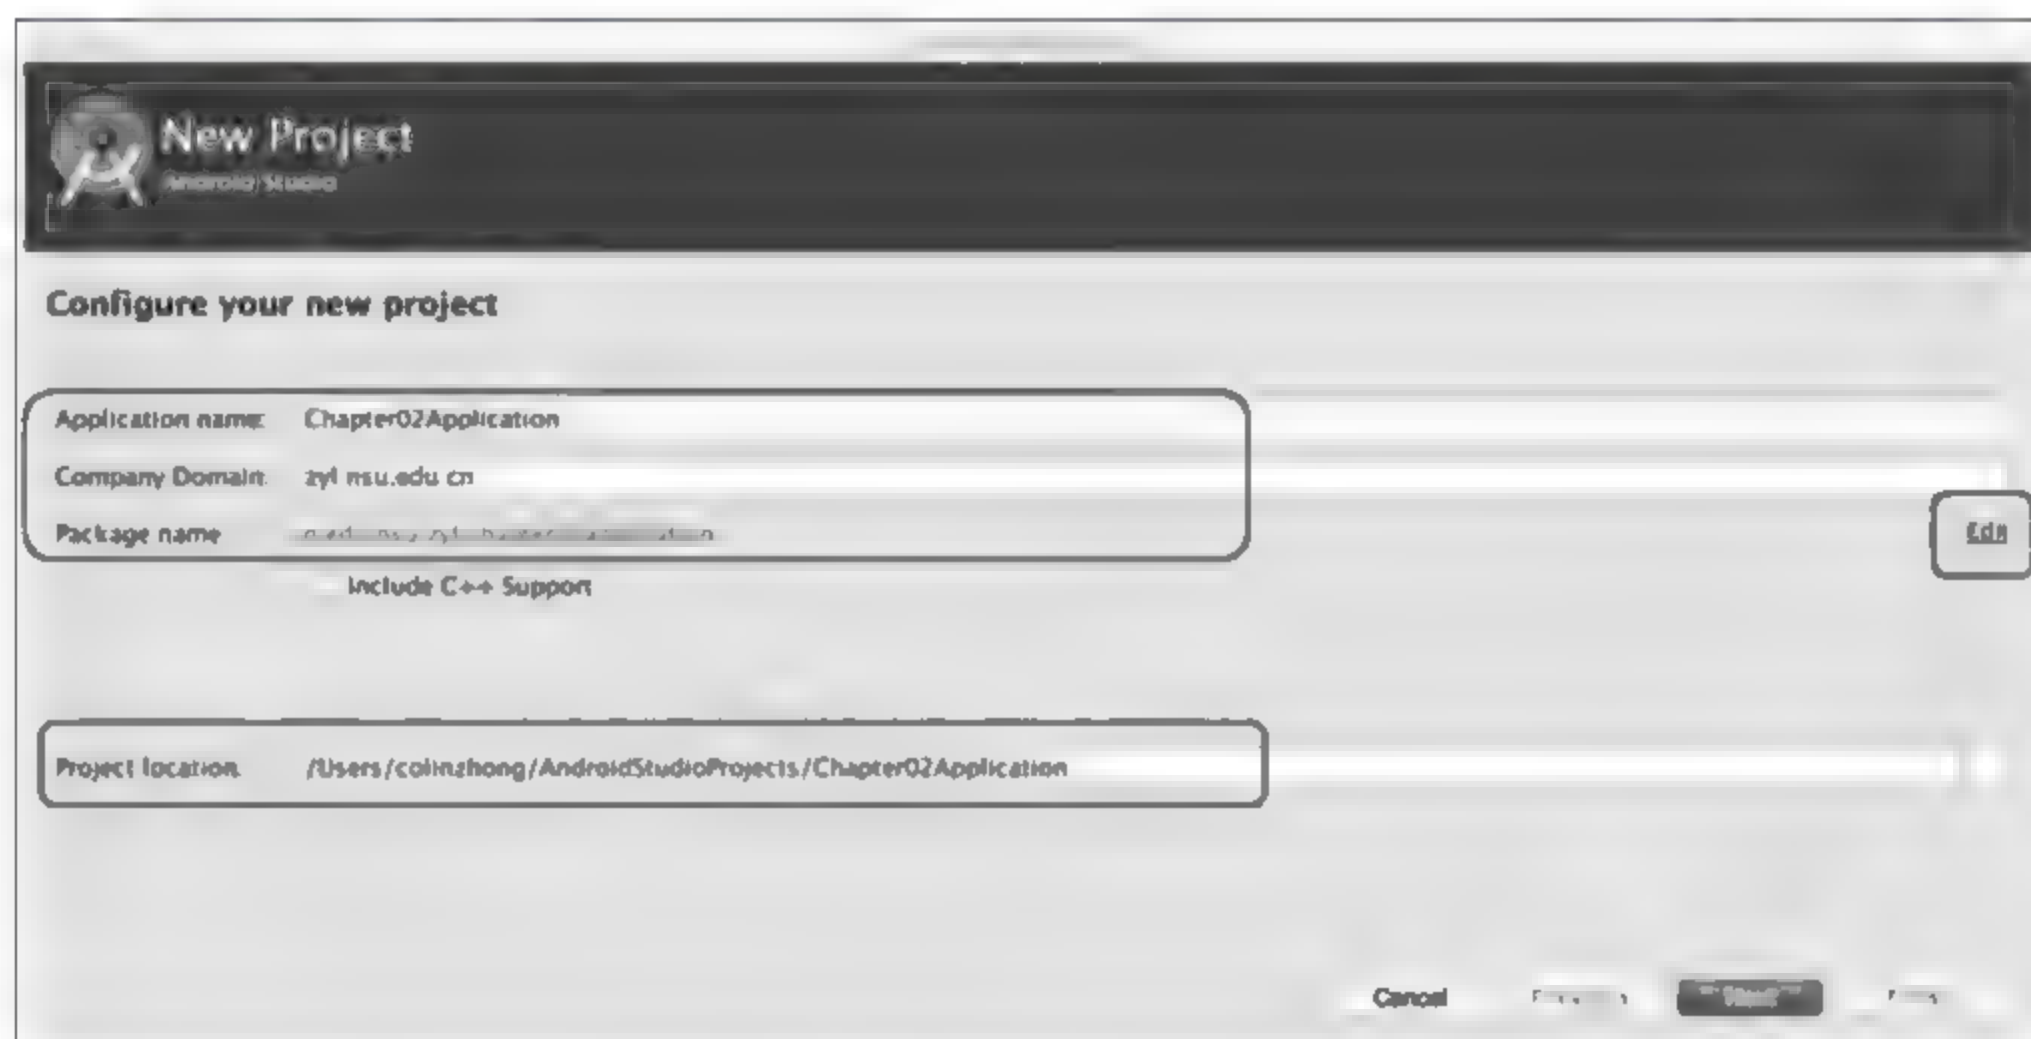 New Project
Android Studio
Configure your new project
Application name: Chapter02Application
Company Domain: zyl.nsu.edu.cn
Package name
Include C++ Support
Edit
Project location: /Users/colinzhong/AndroidStudioProjects/Chapter02Application
Cancel Next